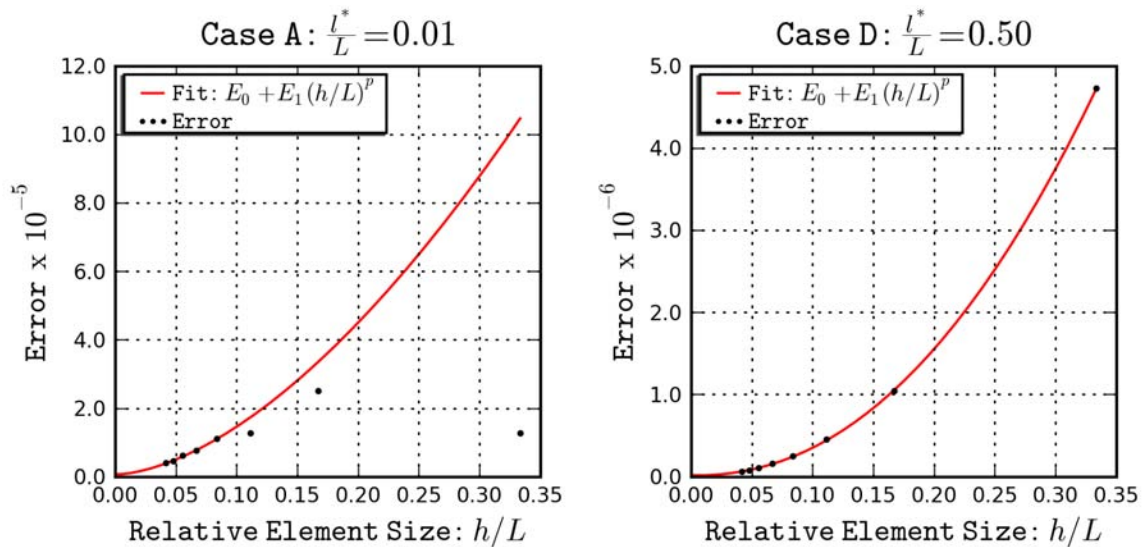 Case A: l*/L = 0.01
12.0
10.0
8.0
6.0
4.0
2.0
0.0
Error x 10^-5
Fit: E_0 + E_1(h/L)^p
Error
0.00 0.05 0.10 0.15 0.20 0.25 0.30 0.35
Relative Element Size: h/L
Case D: l*/L = 0.50
5.0
4.0
3.0
2.0
1.0
0.0
Error x 10^-6
Fit: E_0 + E_1(h/L)^p
Error
0.00 0.05 0.10 0.15 0.20 0.25 0.30 0.35
Relative Element Size: h/L